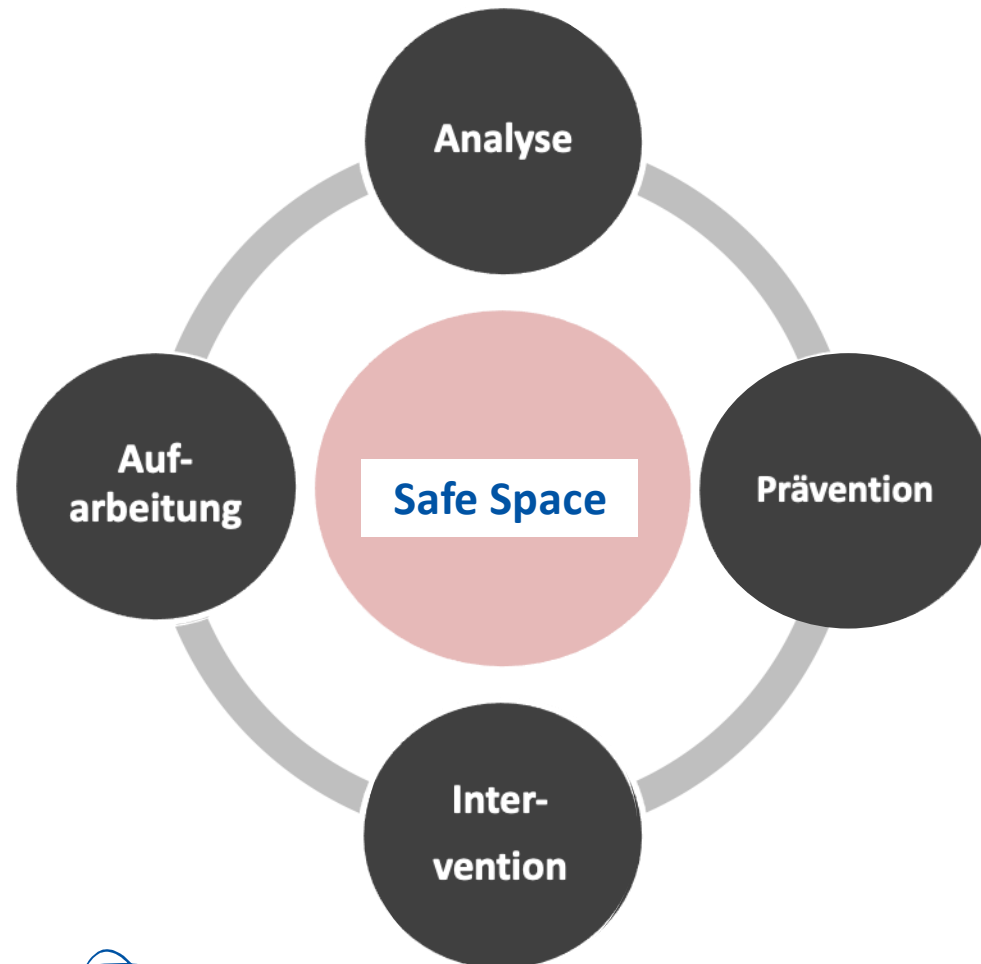 Analyse
Auf-
arbeitung
Safe Space
Prävention
Inter-
vention